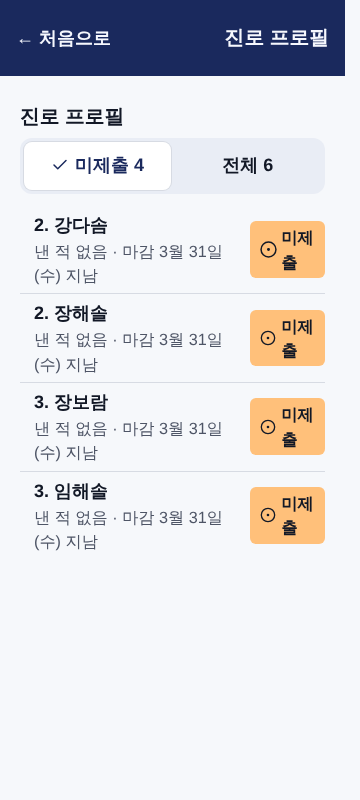 ← 처음으로
진로 프로필
진로 프로필
미제출 4
전체 6
2. 강다솜
낸 적 없음 · 마감 3월 31일
(수) 지남
미제
출
2. 장해솔
낸 적 없음 · 마감 3월 31일
(수) 지남
미제
출
3. 장보람
낸 적 없음 · 마감 3월 31일
(수) 지남
미제
출
3. 임해솔
낸 적 없음 · 마감 3월 31일
(수) 지남
미제
출